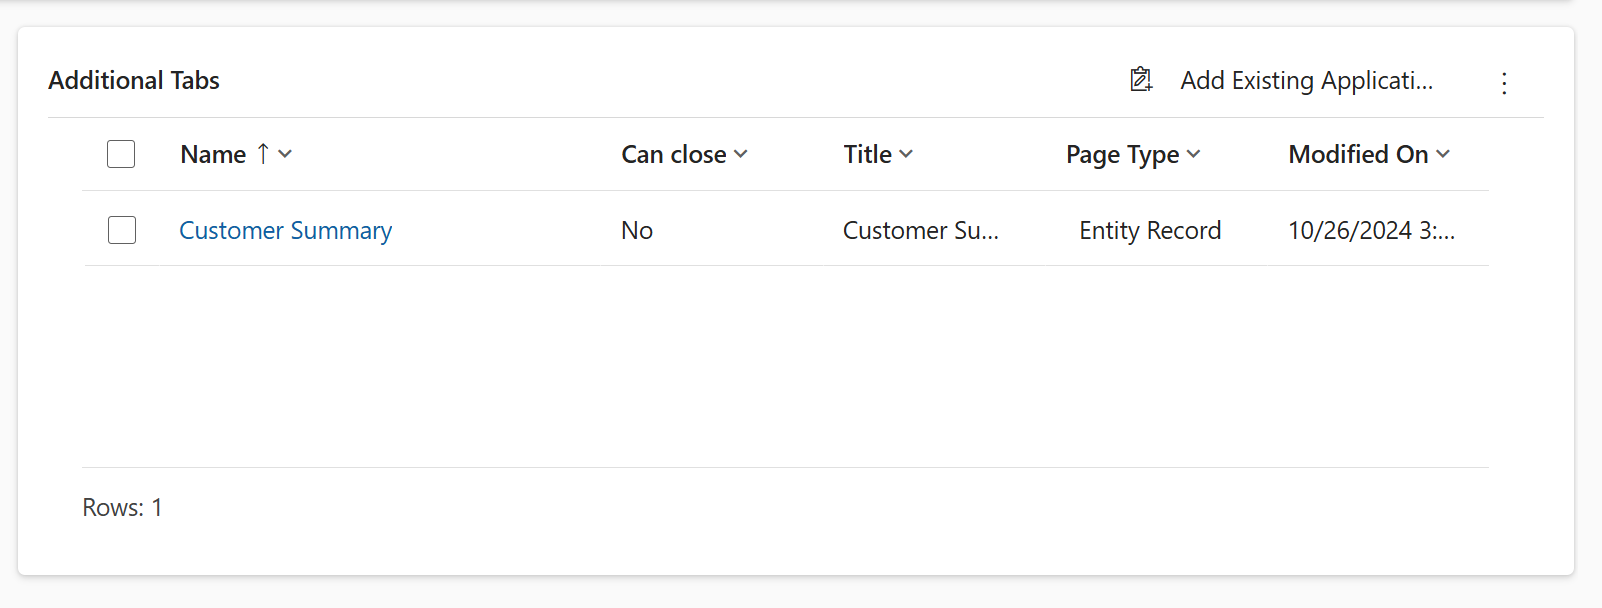 Additional Tabs Add Existing Applicati...
Name ↑ Can close Title Page Type Modified On
Customer Summary No Customer Su... Entity Record 10/26/2024 3:...
Rows: 1